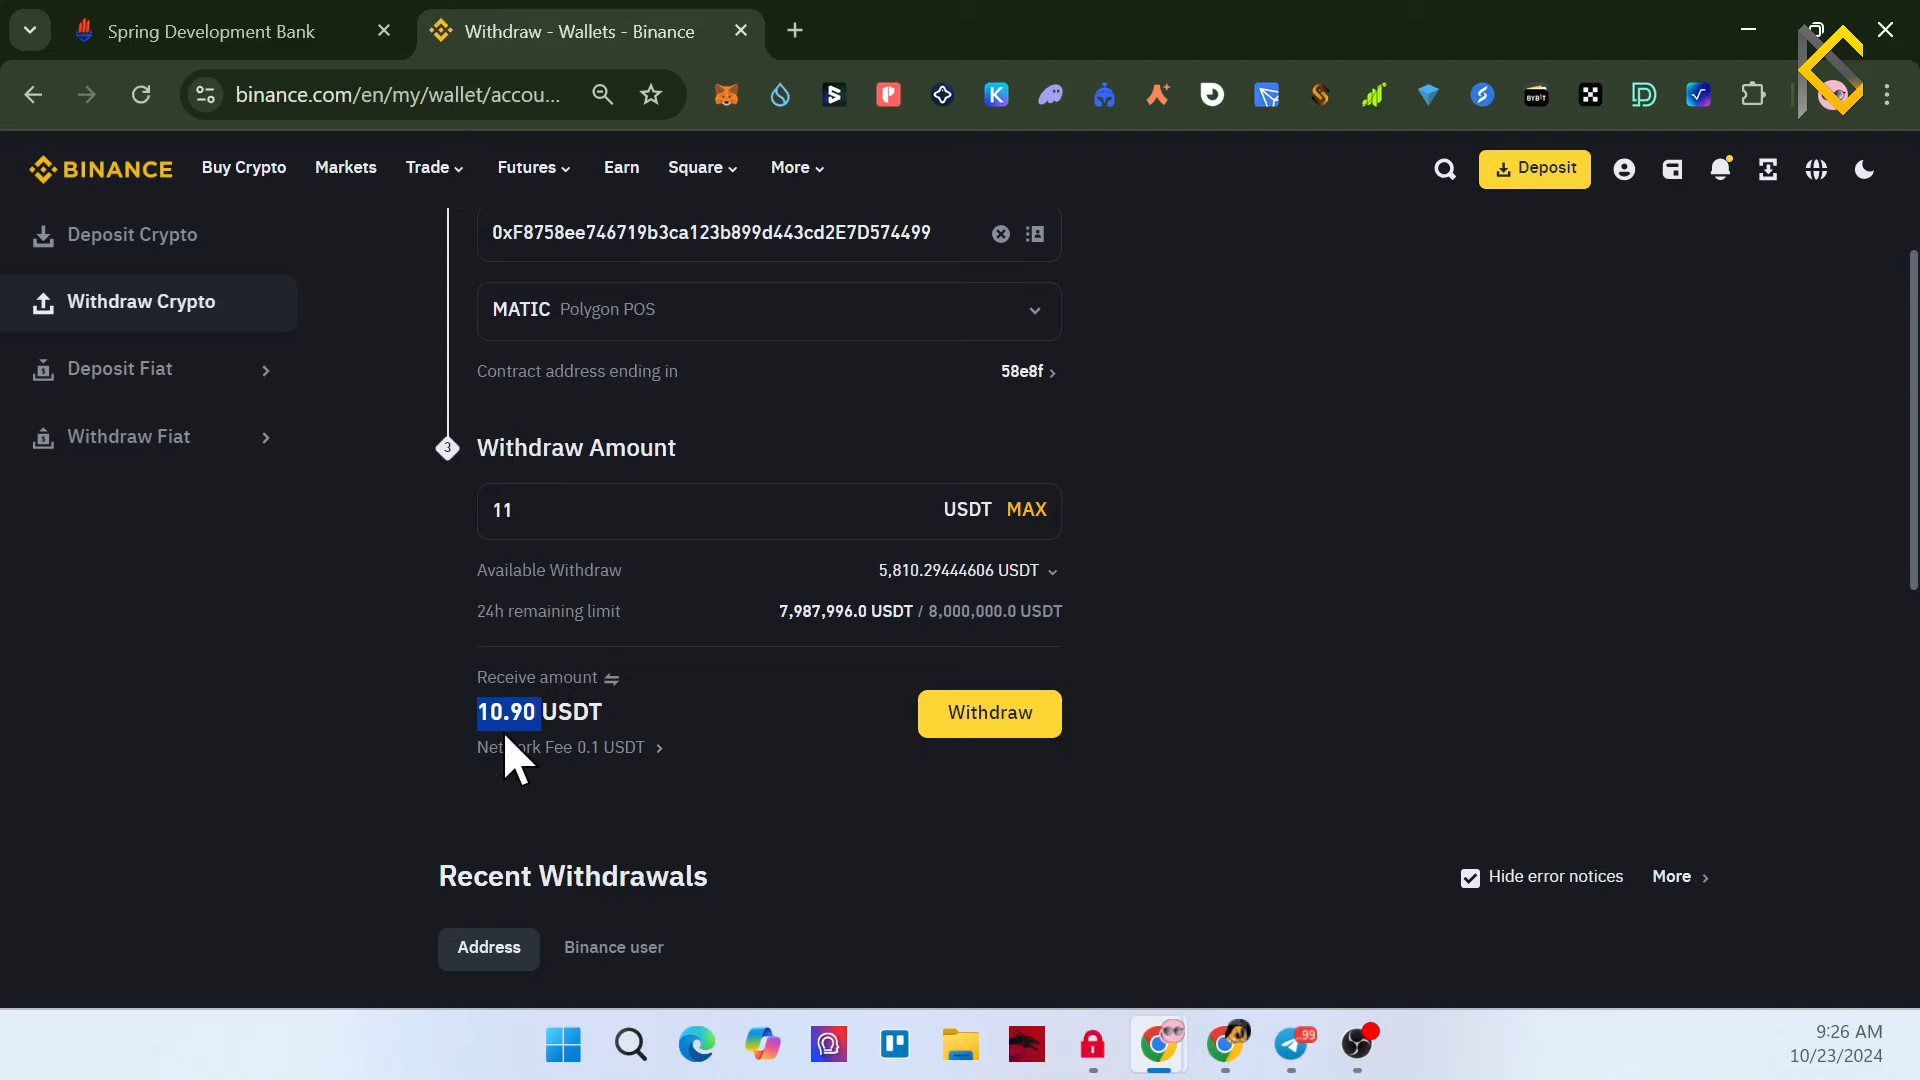 Spring Development Bank
Withdraw - Wallets - Binance
binance.com/en/my/wallet/accou...
BINANCE
Buy Crypto
Markets
Trade
Futures
Earn
Square
More
Deposit
Deposit Crypto
Withdraw Crypto
Deposit Fiat
Withdraw Fiat
0xF8758ee746719b3ca123b899d443cd2E7D574499
MATIC Polygon POS
Contract address ending in 58e8f
3 Withdraw Amount
11 USDT MAX
Available Withdraw 5,810.29444606 USDT
24h remaining limit 7,987,996.0 USDT / 8,000,000.0 USDT
Receive amount
10.90 USDT
Withdraw
Network Fee 0.1 USDT
Recent Withdrawals
Hide error notices
More
Address
Binance user
99
9:26 AM
10/23/2024